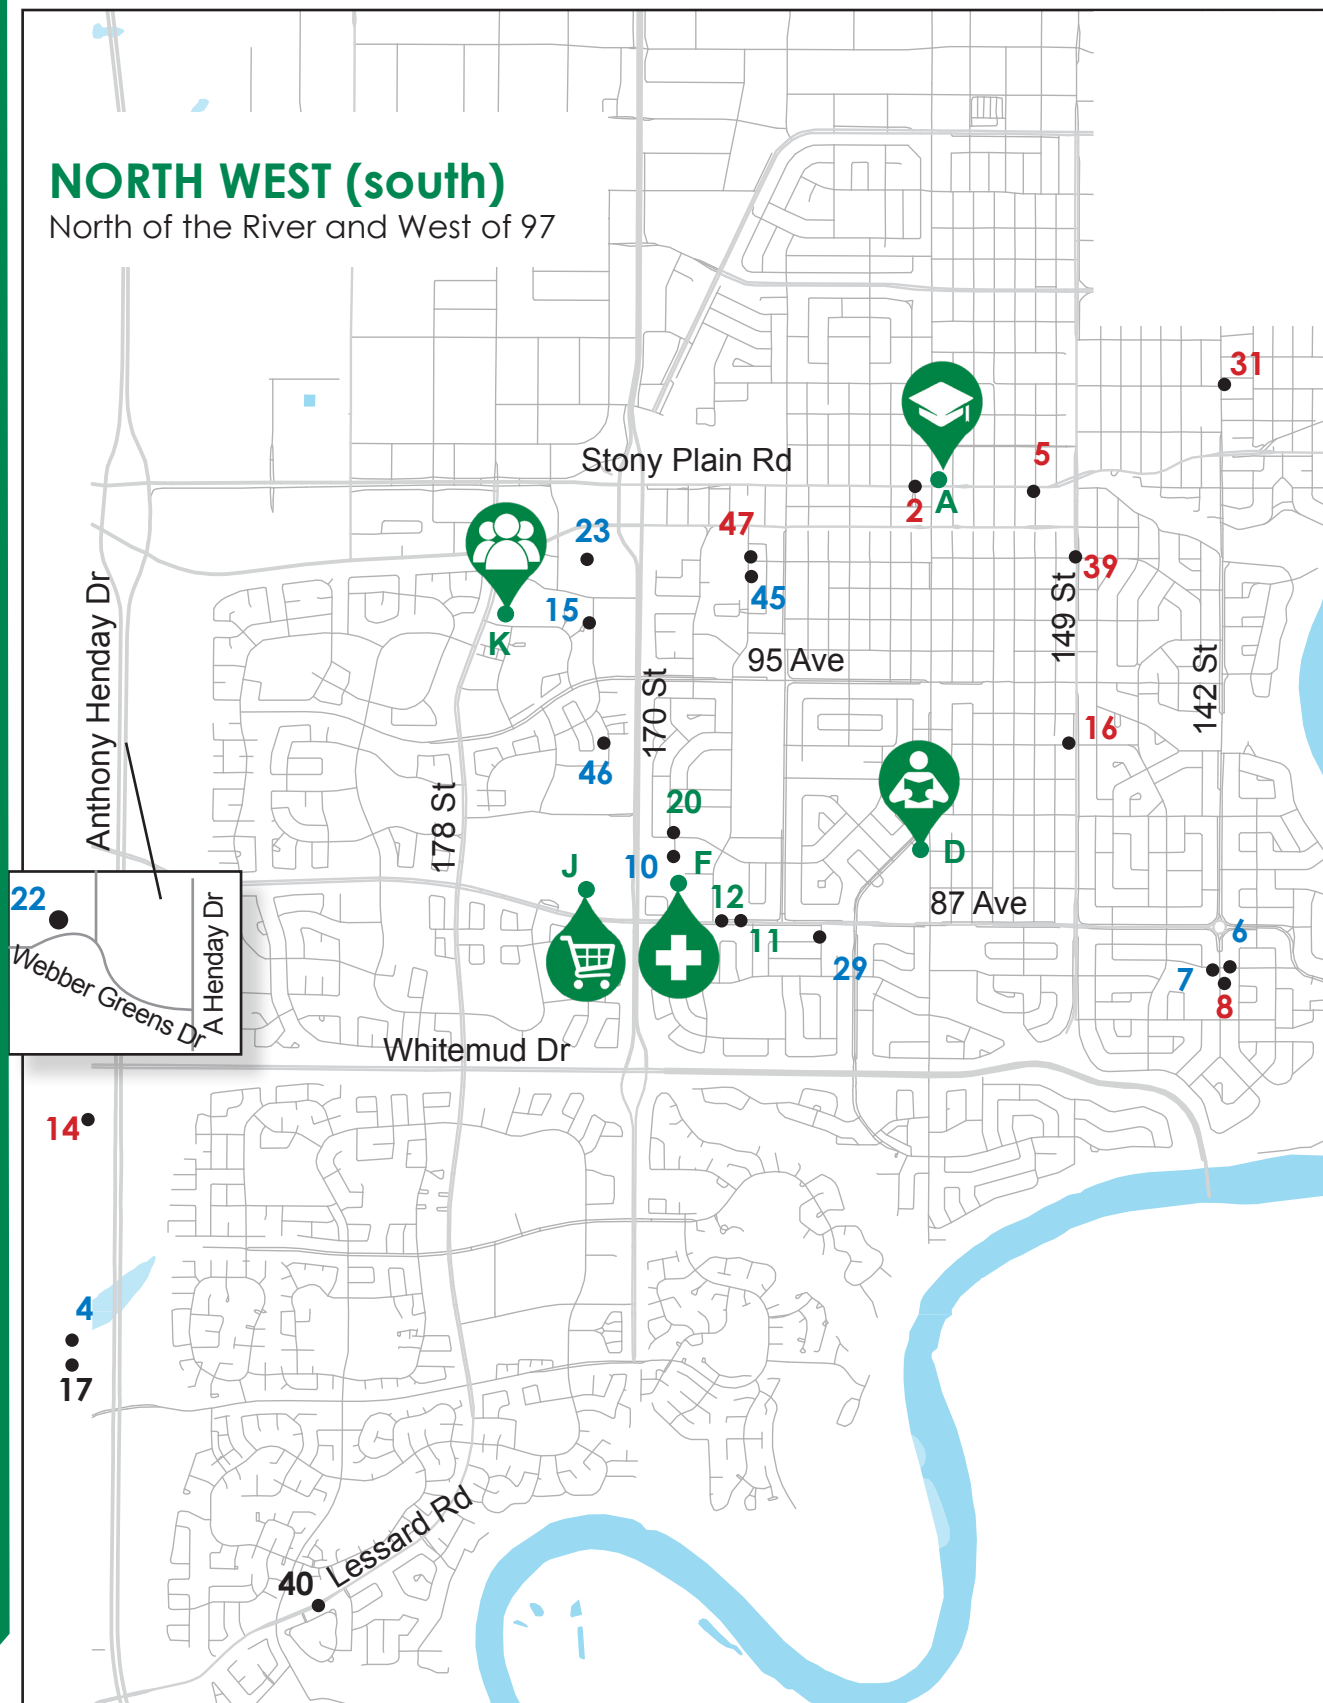 NORTH WEST (south)
North of the River and West of 97
31
Stony Plain Rd
5
2
A
47
23
39
45
15
K
149 St
Anthony Henday Dr
95 Ave
142 St
170 St
16
46
178 St
20
D
10
F
J
12
87 Ave
22
11
6
29
7
8
Webber Greens Dr
A Henday Dr
Whitemud Dr
14
4
17
Lessard Rd
40